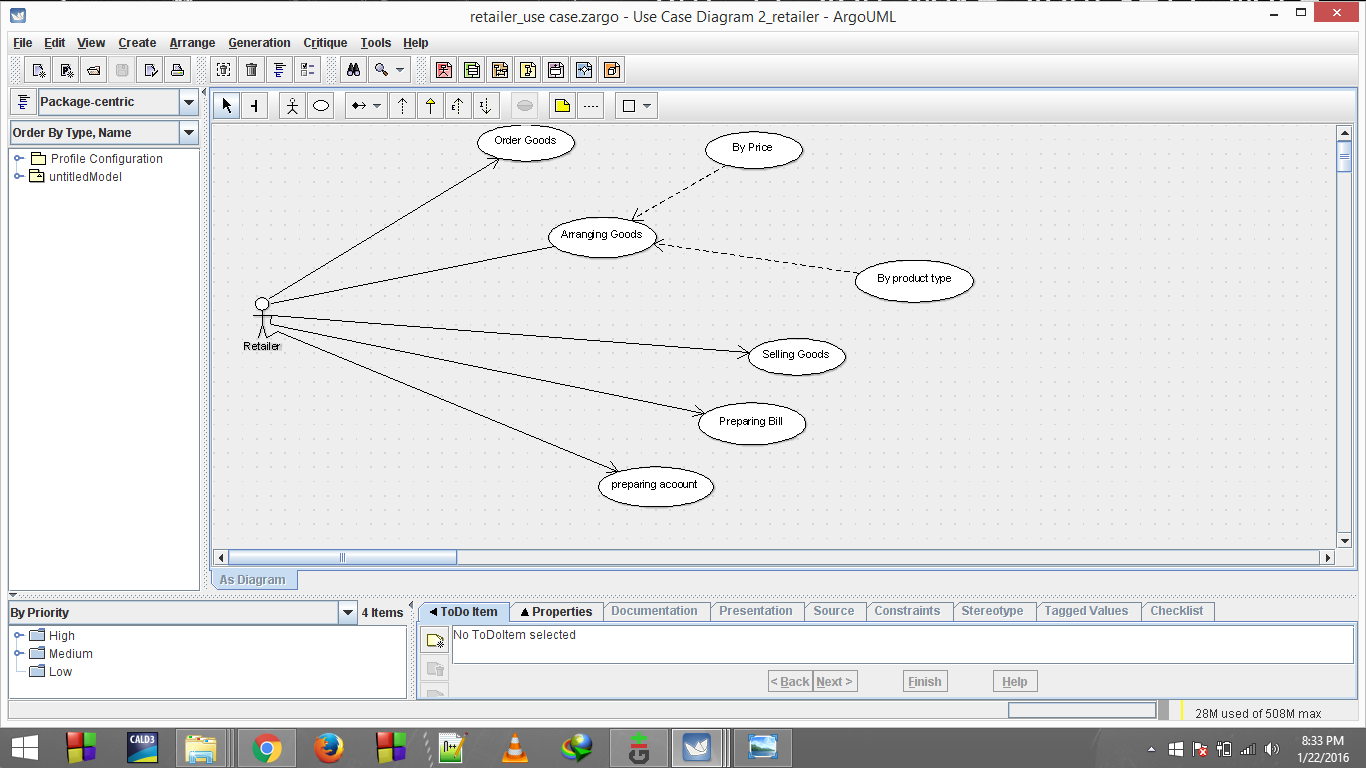 retailer_use case.zargo - Use Case Diagram 2_retailer - ArgoUML
File Edit View Create Arrange Generation Critique Tools Help
Package-centric
Order By Type, Name
Profile Configuration
untitledModel
Order Goods
By Price
Arranging Goods
By product type
Retailer
Selling Goods
Preparing Bill
preparing acoount
As Diagram
By Priority
4 Items
High
Medium
Low
ToDo Item Properties Documentation Presentation Source Constraints Stereotype Tagged Values Checklist
No ToDoItem selected
< Back Next > Finish Help
28M used of 508M max
CALD3
8:33 PM
1/22/2016